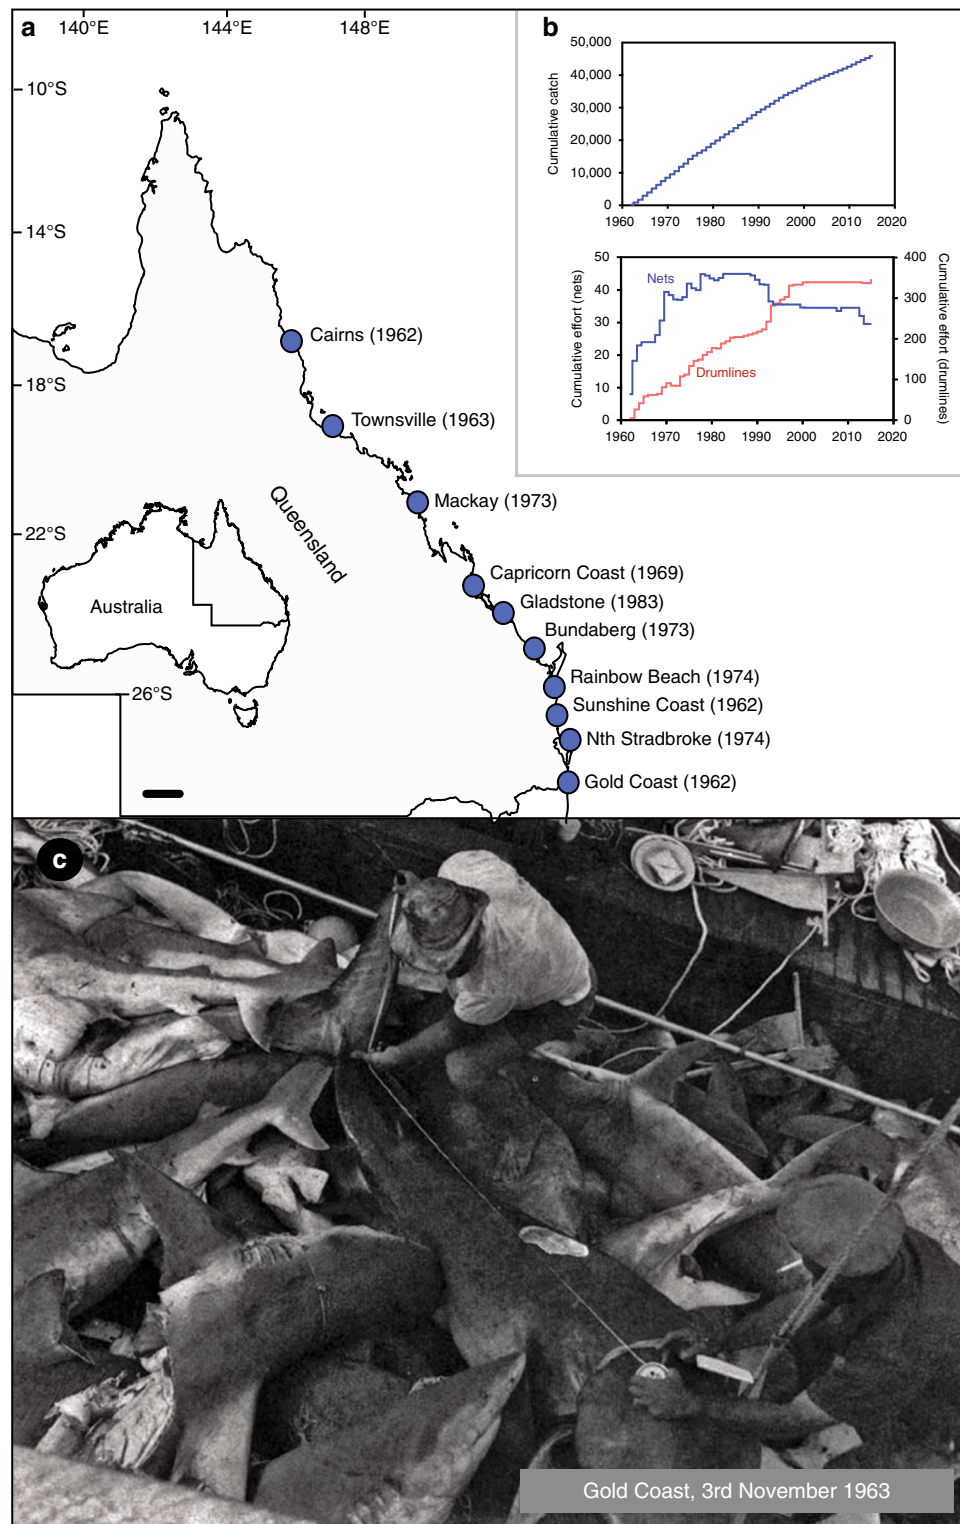 a
140°E
144°E
148°E
10°S
14°S
18°S
22°S
26°S
Cairns (1962)
Townsville (1963)
Mackay (1973)
Capricorn Coast (1969)
Gladstone (1983)
Bundaberg (1973)
Rainbow Beach (1974)
Sunshine Coast (1962)
Nth Stradbroke (1974)
Gold Coast (1962)
Queensland
Australia
b
Cumulative catch
50,000
40,000
30,000
20,000
10,000
0
1960 1970 1980 1990 2000 2010 2020
Cumulative effort (nets)
50
40
30
20
10
0
Nets
Drumlines
400
300
200
100
0
Cumulative effort (drumlines)
1960 1970 1980 1990 2000 2010 2020
c
Gold Coast, 3rd November 1963